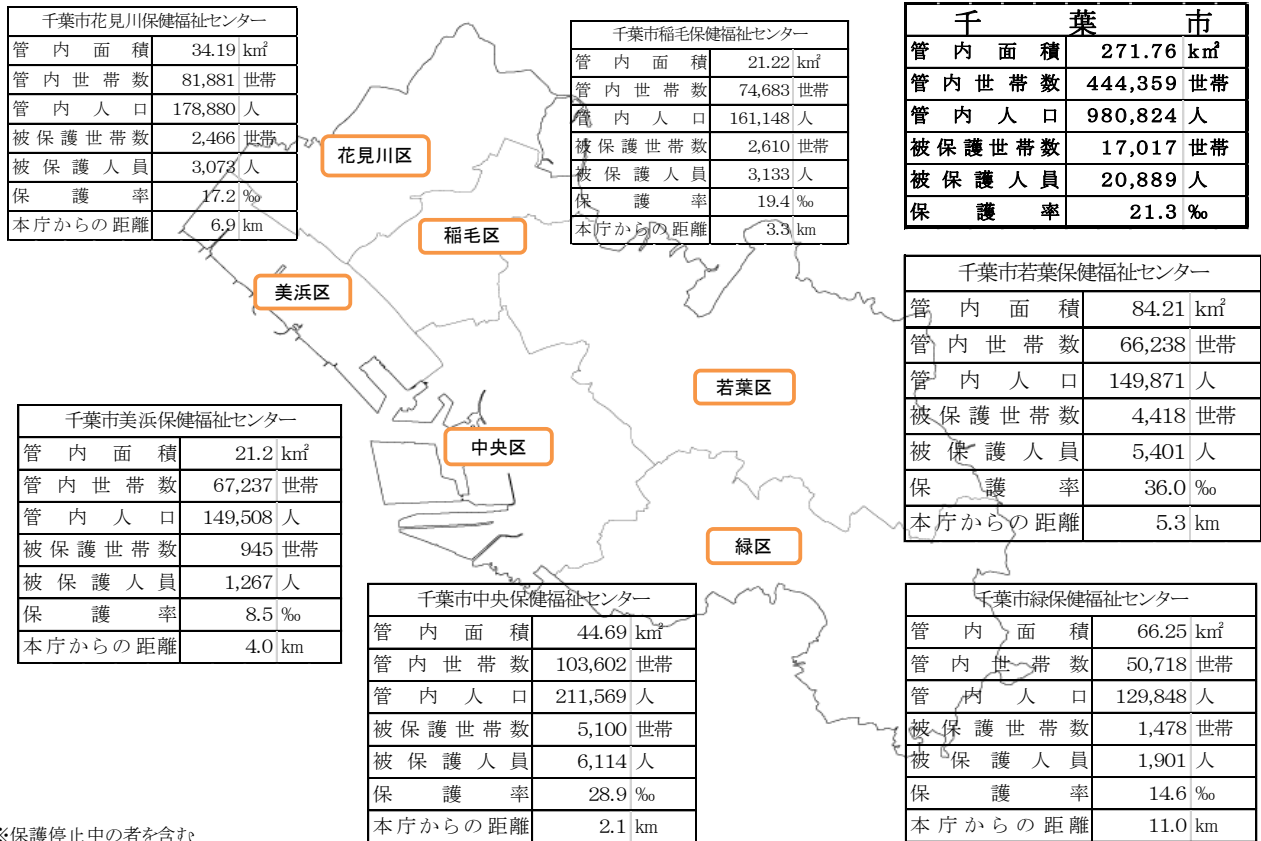 千葉市花見川保健福祉センター
管内面積 34.19 km²
管内世帯数 81,881 世帯
管内人口 178,880 人
被保護世帯数 2,466 世帯
被保護人員 3,073 人
保護率 17.2 ‰
本庁からの距離 6.9 km
千葉市稲毛保健福祉センター
管内面積 21.22 km²
管内世帯数 74,683 世帯
管内人口 161,148 人
被保護世帯数 2,610 世帯
被保護人員 3,133 人
保護率 19.4 ‰
本庁からの距離 3.3 km
千葉市
管内面積 271.76 km²
管内世帯数 444,359 世帯
管内人口 980,824 人
被保護世帯数 17,017 世帯
被保護人員 20,889 人
保護率 21.3 ‰
花見川区
稲毛区
美浜区
若葉区
中央区
緑区
千葉市若葉保健福祉センター
管内面積 84.21 km²
管内世帯数 66,238 世帯
管内人口 149,871 人
被保護世帯数 4,418 世帯
被保護人員 5,401 人
保護率 36.0 ‰
本庁からの距離 5.3 km
千葉市美浜保健福祉センター
管内面積 21.2 km²
管内世帯数 67,237 世帯
管内人口 149,508 人
被保護世帯数 945 世帯
被保護人員 1,267 人
保護率 8.5 ‰
本庁からの距離 4.0 km
千葉市中央保健福祉センター
管内面積 44.69 km²
管内世帯数 103,602 世帯
管内人口 211,569 人
被保護世帯数 5,100 世帯
被保護人員 6,114 人
保護率 28.9 ‰
本庁からの距離 2.1 km
千葉市緑保健福祉センター
管内面積 66.25 km²
管内世帯数 50,718 世帯
管内人口 129,848 人
被保護世帯数 1,478 世帯
被保護人員 1,901 人
保護率 14.6 ‰
本庁からの距離 11.0 km
※保護停止中の者を含む